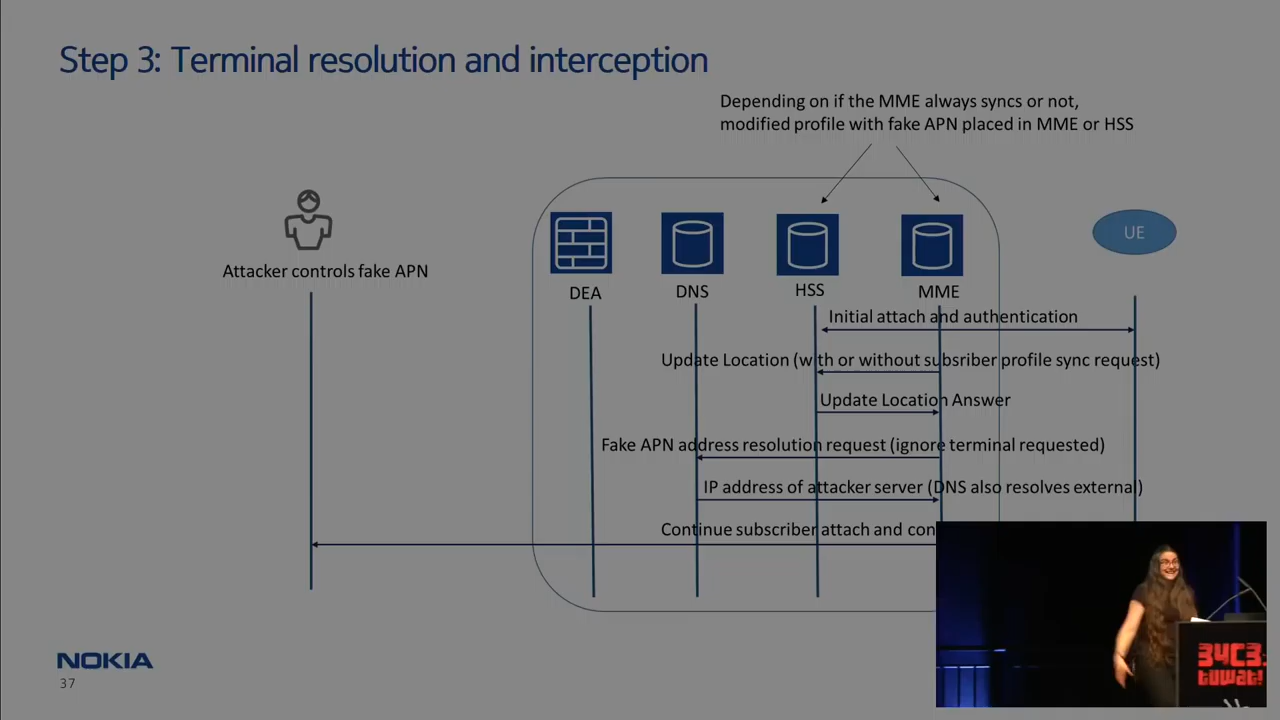 Step 3: Terminal resolution and interception
Depending on if the MME always syncs or not,
modified profile with fake APN placed in MME or HSS
Attacker controls fake APN
DEA
DNS
HSS
MME
UE
Initial attach and authentication
Update Location (with or without subsriber profile sync request)
Update Location Answer
Fake APN address resolution request (ignore terminal requested)
IP address of attacker server (DNS also resolves external)
Continue subscriber attach and con
NOKIA
37
34C3
tuwat!